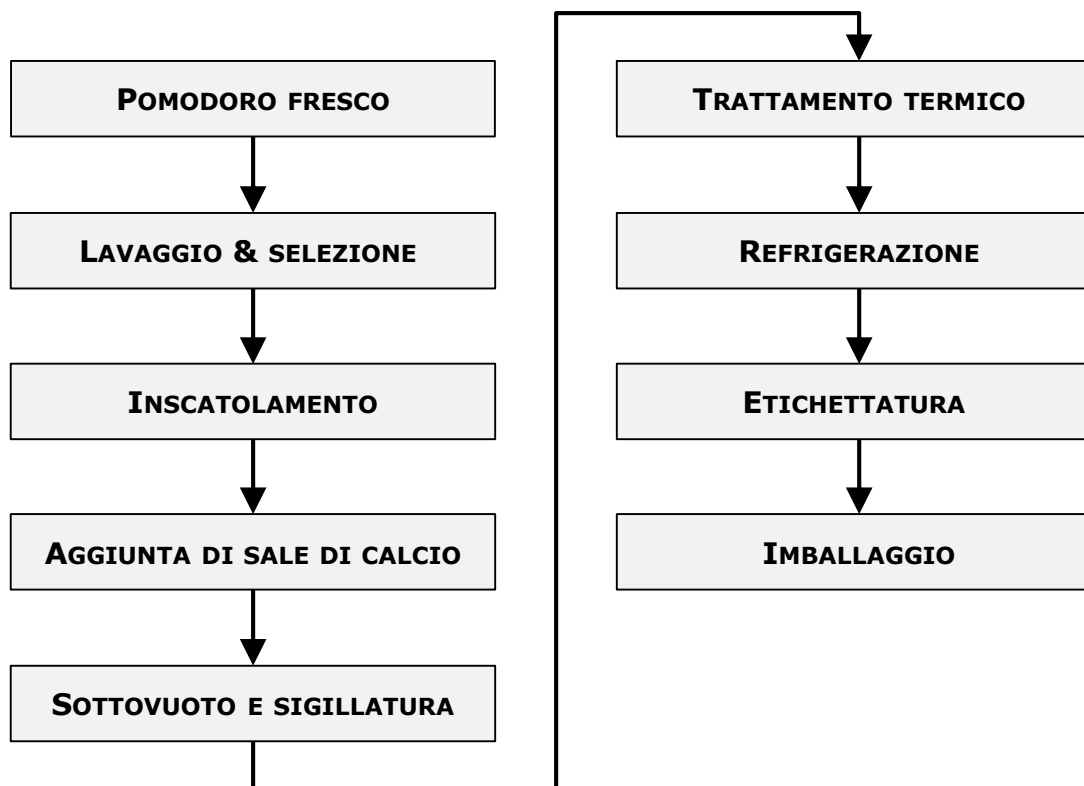 POMODORO FRESCO
LAVAGGIO & SELEZIONE
INSCATOLAMENTO
AGGIUNTA DI SALE DI CALCIO
SOTTOVUOTO E SIGILLATURA
TRATTAMENTO TERMICO
REFRIGERAZIONE
ETICHETTATURA
IMBALLAGGIO